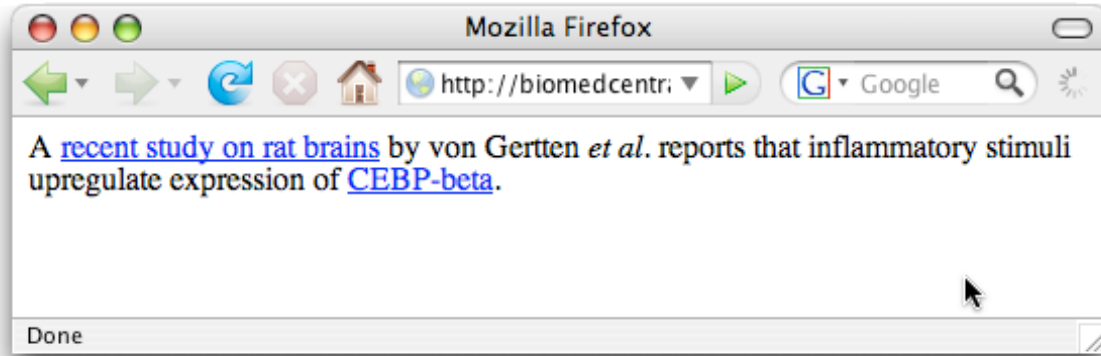 Mozilla Firefox
http://biomedcentr
G Google
A recent study on rat brains by von Gertten et al. reports that inflammatory stimuli
upregulate expression of CEBP-beta.
Done